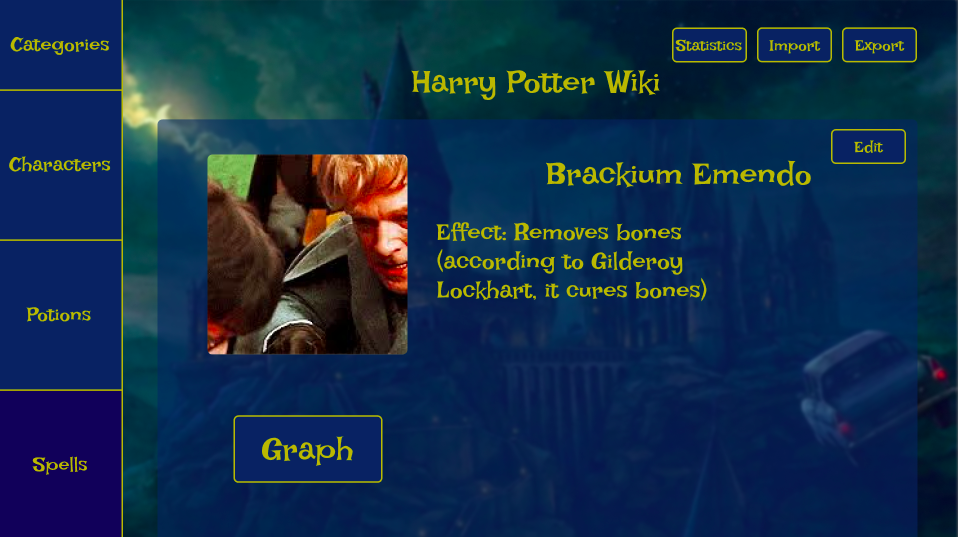 Categories
Statistics
Import
Export
Harry Potter Wiki
Edit
Characters
Brackium Emendo
Effect: Removes bones
(according to Gilderoy
Lockhart, it cures bones)
Potions
Graph
Spells